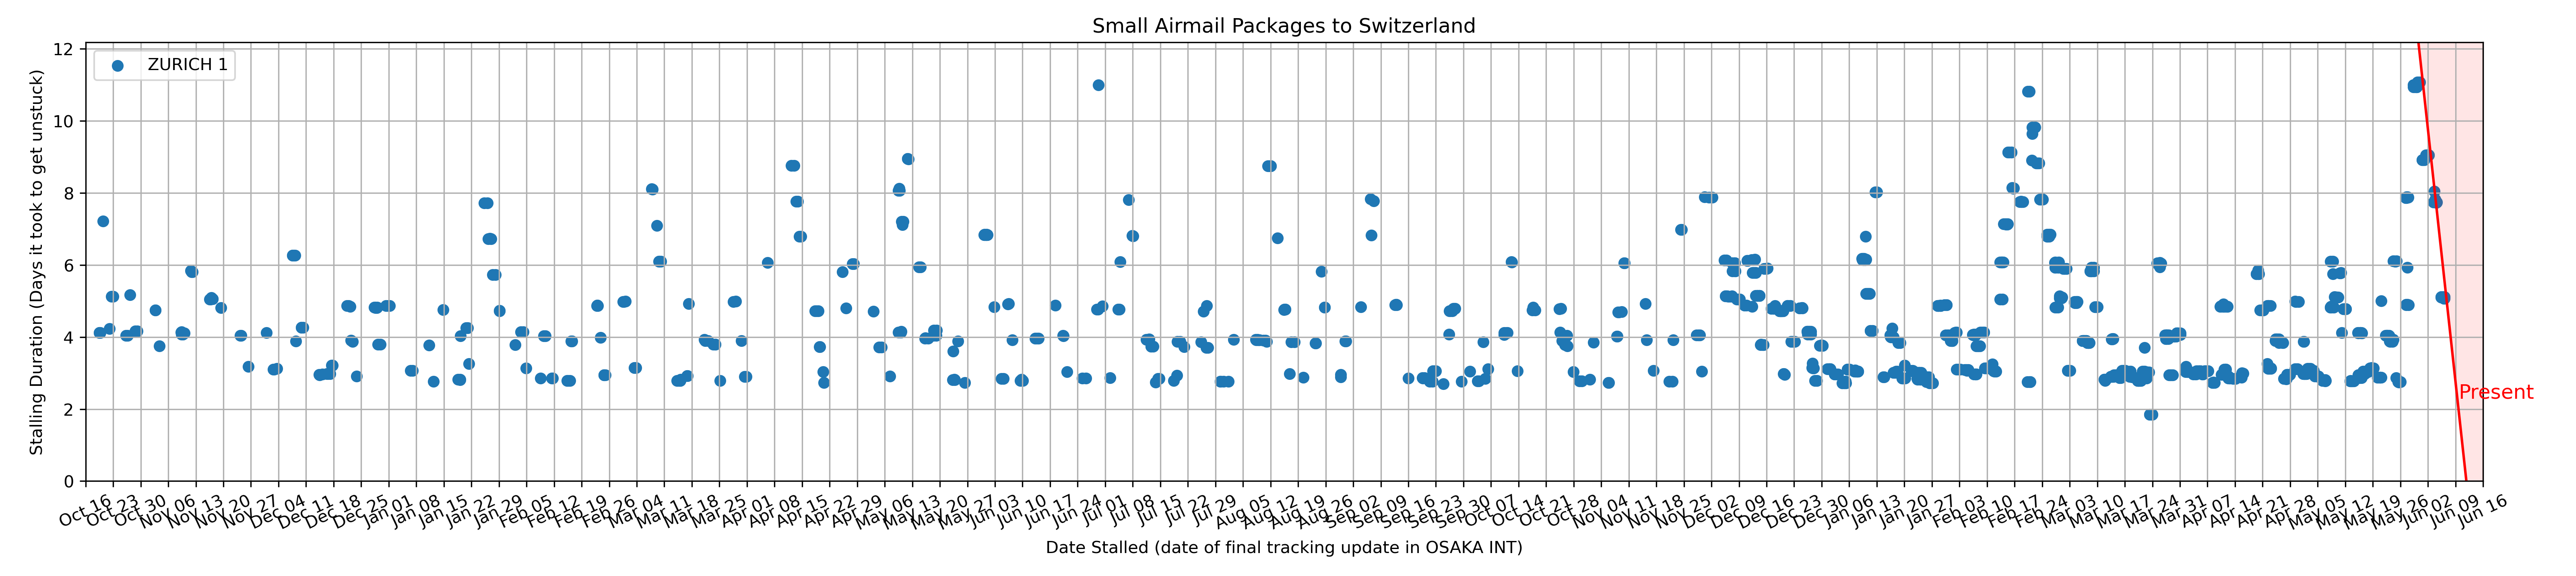 Small Airmail Packages to Switzerland
ZURICH 1
Stalling Duration (Days it took to get unstuck)
12
10
8
6
4
2
0
Present
Oct 16
Oct 23
Oct 30
Nov 06
Nov 13
Nov 20
Nov 27
Dec 04
Dec 11
Dec 18
Dec 25
Jan 01
Jan 08
Jan 15
Jan 22
Jan 29
Feb 05
Feb 12
Feb 19
Feb 26
Mar 04
Mar 11
Mar 18
Mar 25
Apr 01
Apr 08
Apr 15
Apr 22
Apr 29
May 06
May 13
May 20
May 27
Jun 03
Jun 10
Jun 17
Jun 24
Jul 01
Jul 08
Jul 15
Jul 22
Jul 29
Aug 05
Aug 12
Aug 19
Aug 26
Sep 02
Sep 09
Sep 16
Sep 23
Sep 30
Oct 07
Oct 14
Oct 21
Oct 28
Nov 04
Nov 11
Nov 18
Nov 25
Dec 02
Dec 09
Dec 16
Dec 23
Dec 30
Jan 06
Jan 13
Jan 20
Jan 27
Feb 03
Feb 10
Feb 17
Feb 24
Mar 03
Mar 10
Mar 17
Mar 24
Mar 31
Apr 07
Apr 14
Apr 21
Apr 28
May 05
May 12
May 19
May 26
Jun 02
Jun 09
Jun 16
Date Stalled (date of final tracking update in OSAKA INT)